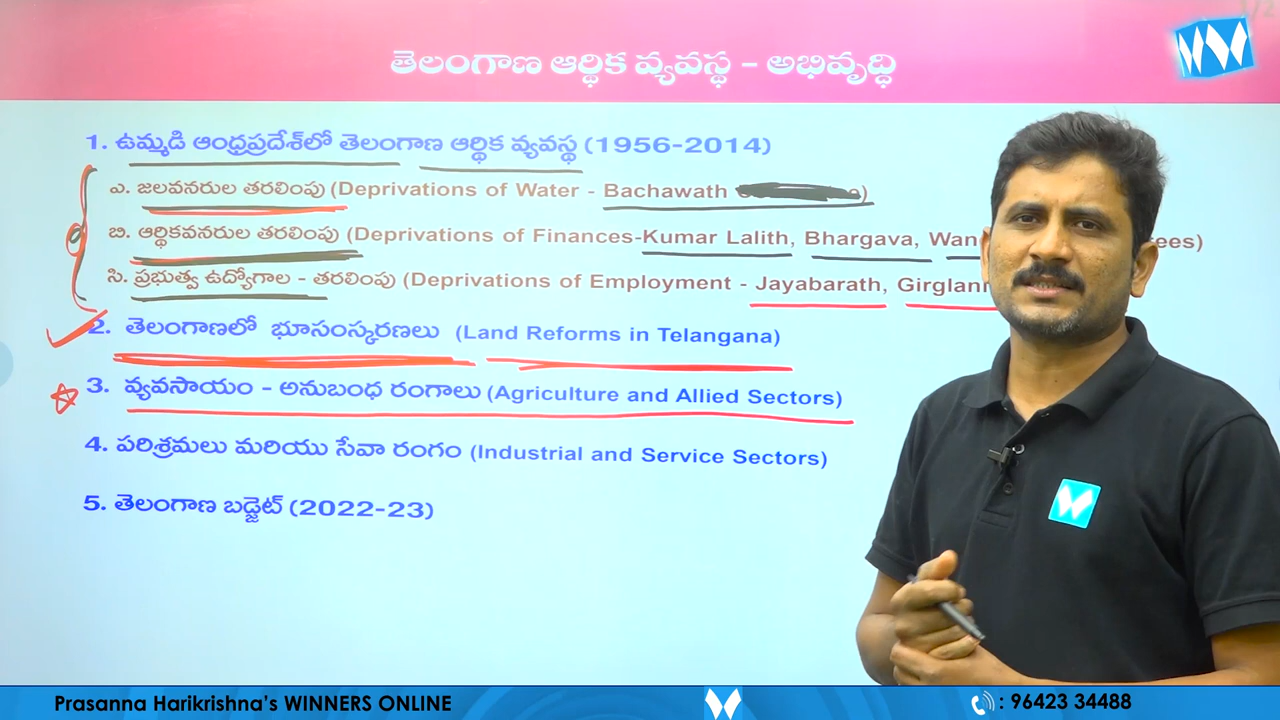 తెలంగాణ ఆర్థిక వ్యవస్థ - అభివృద్ధి
1. ఉమ్మడి ఆంధ్రప్రదేశ్‌లో తెలంగాణ ఆర్థిక వ్యవస్థ (1956-2014)
ఎ. జలవనరుల తరలింపు (Deprivations of Water - Bachawath )
బి. ఆర్థికవనరుల తరలింపు (Deprivations of Finances-Kumar Lalith, Bhargava,
సి. ప్రభుత్వ ఉద్యోగాల - తరలింపు (Deprivations of Employment - Jayabarath,
2. తెలంగాణలో భూసంస్కరణలు (Land Reforms in Telangana)
3. వ్యవసాయం - అనుబంధ రంగాలు (Agriculture and Allied Sectors)
4. పరిశ్రమలు మరియు సేవా రంగం (Industrial and Service Sectors)
5. తెలంగాణ బడ్జెట్ (2022-23)
Prasanna Harikrishna's WINNERS ONLINE : 96423 34488